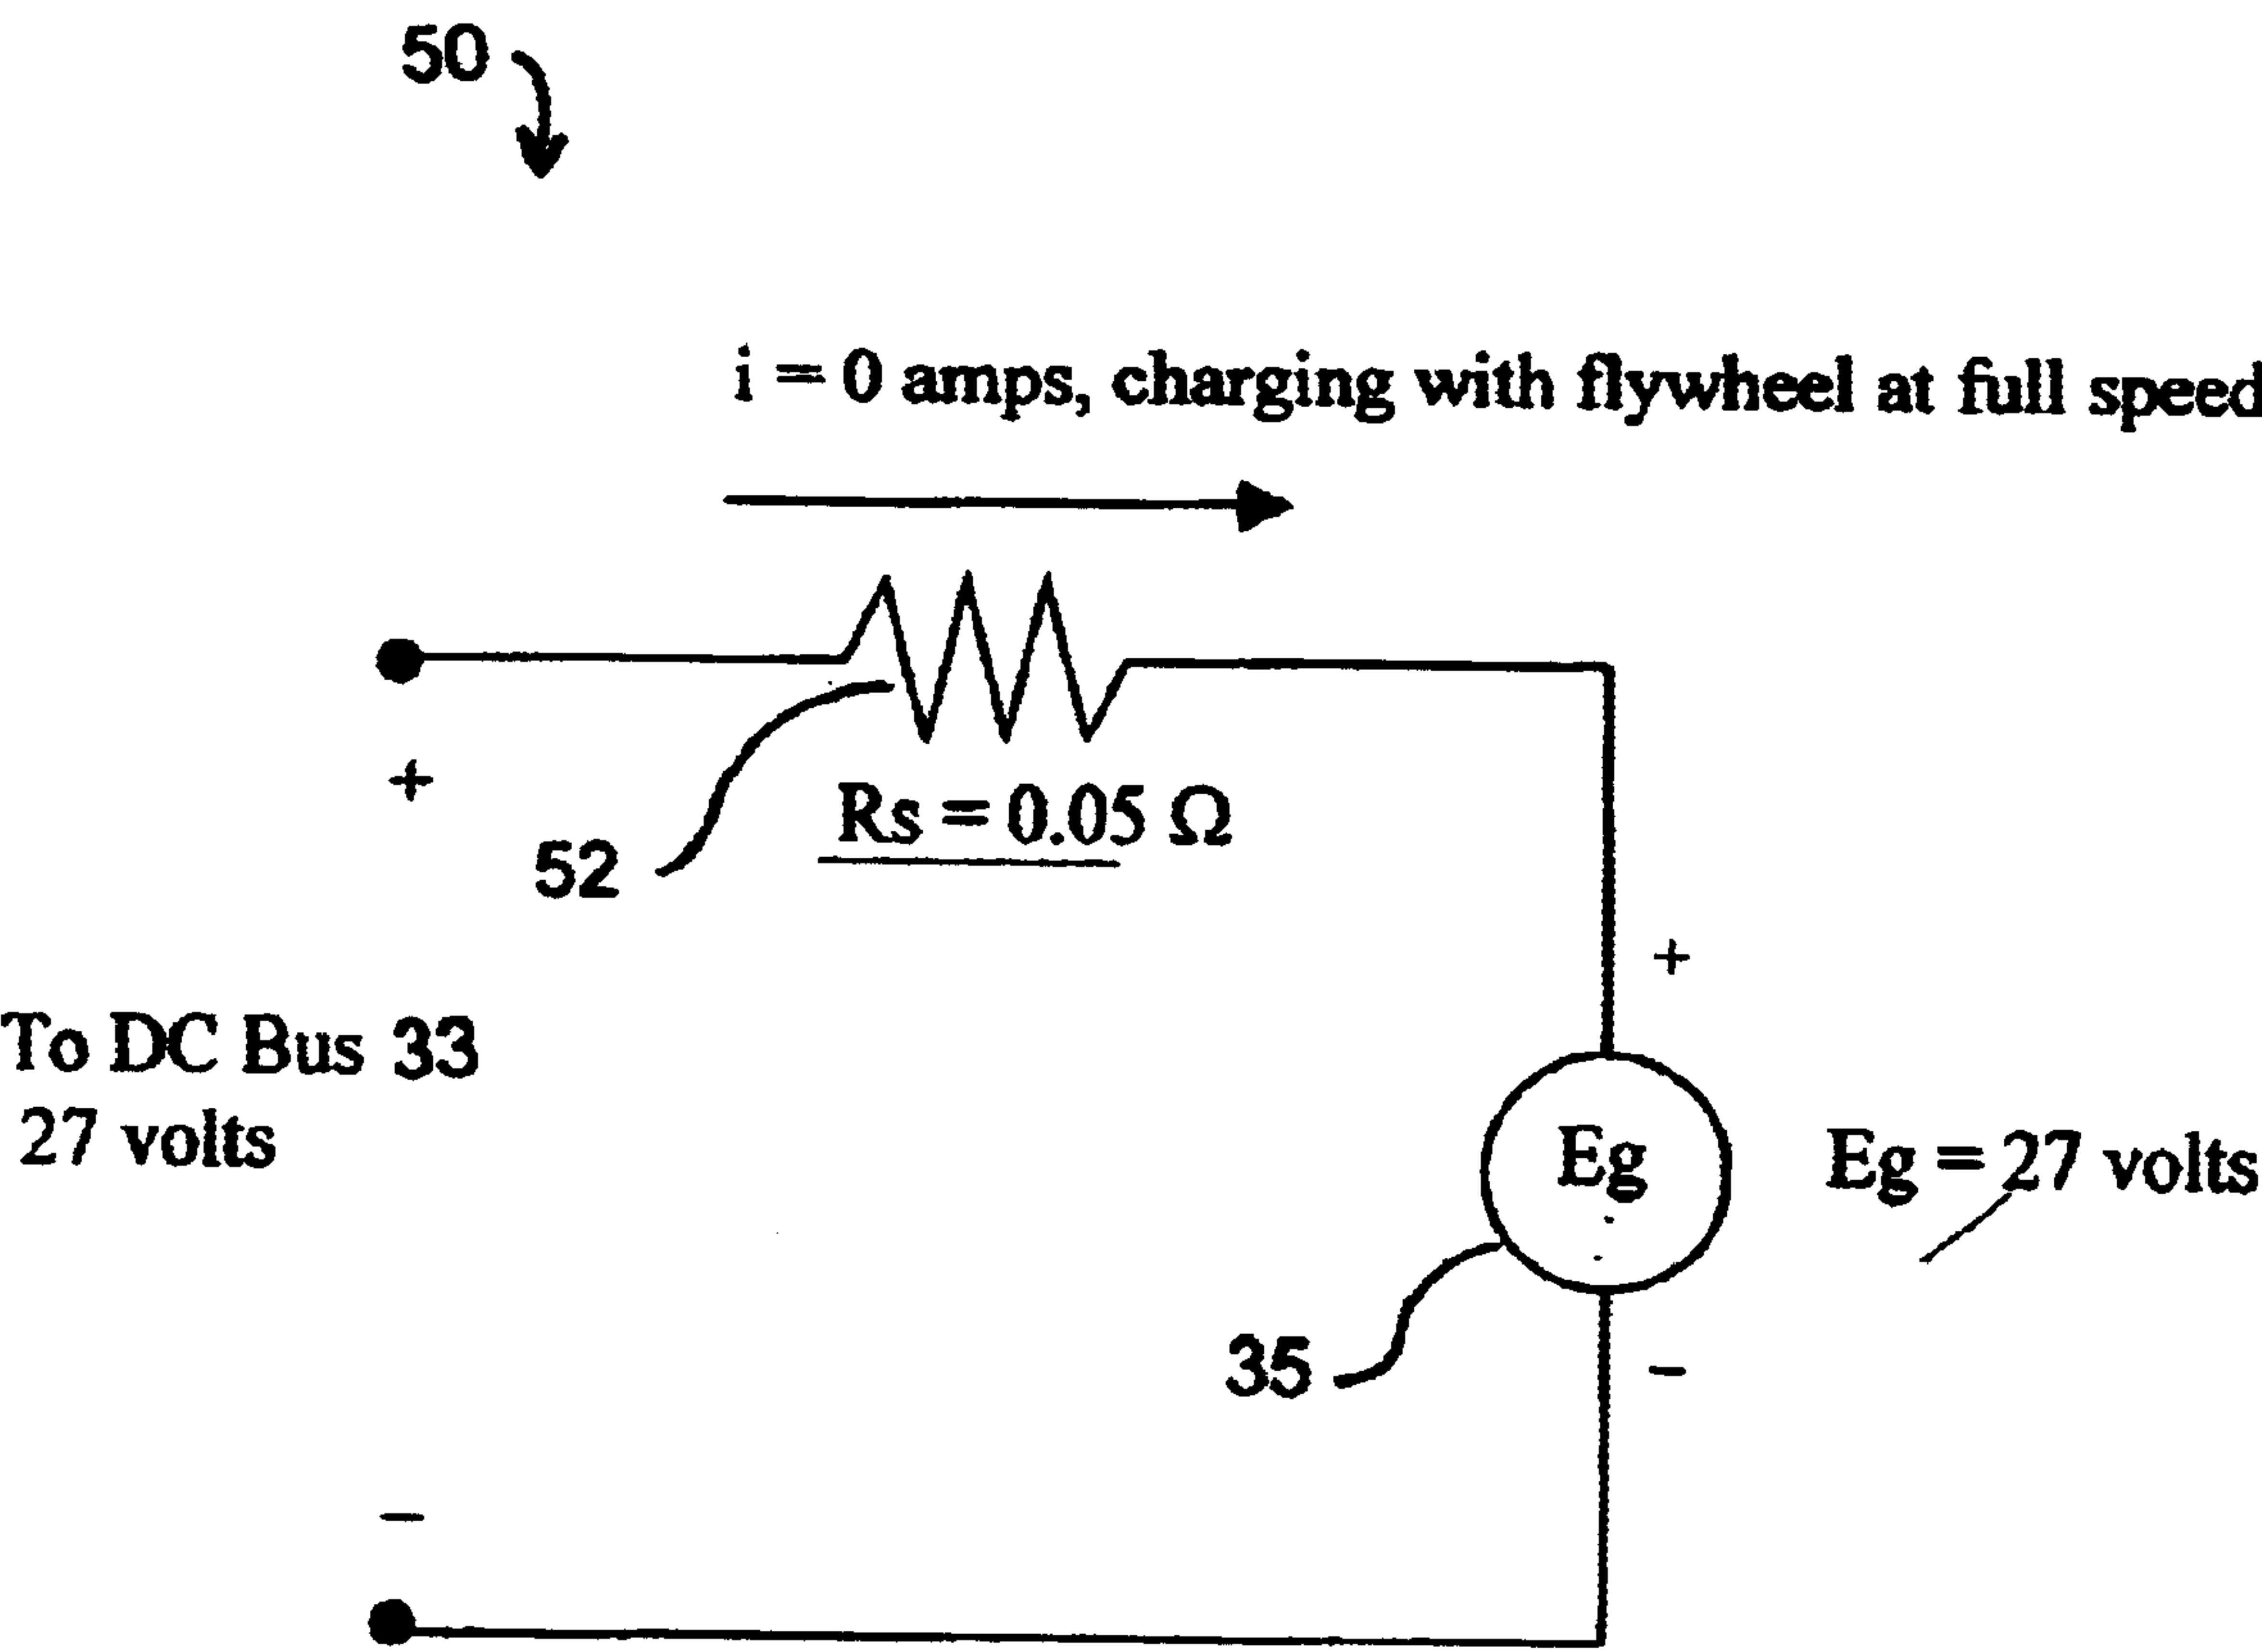 50
i = 0 amps, charging with flywheel at full speed
+
Rs = 0.05 Ω
52
+
To DC Bus 33
27 volts
Eg
Eg = 27 volts
35
-
-